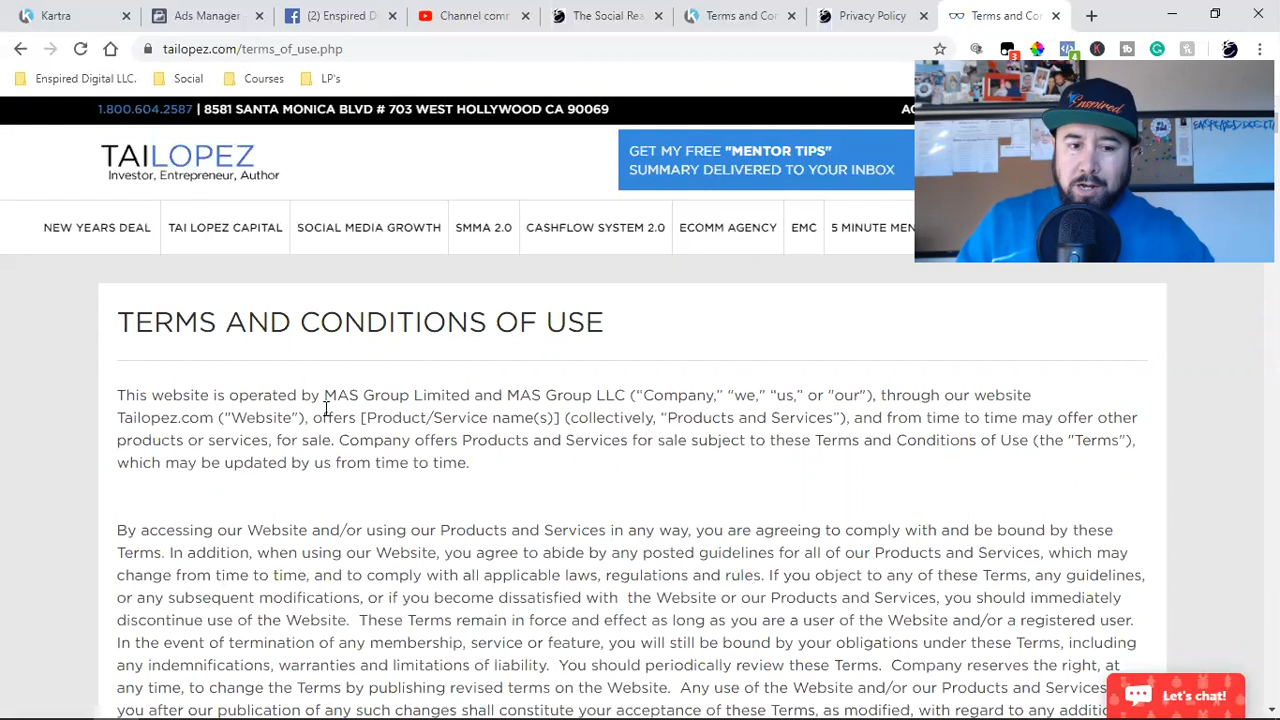 Kartra
Ads Manager
(2) Enspired D
Channel comr
The Social Rea
Terms and Con
Privacy Policy
Terms and Con
tailopez.com/terms_of_use.php
3
4
Enspired Digital LLC.
Social
Courses
LP's
1.800.604.2587 | 8581 SANTA MONICA BLVD # 703 WEST HOLLYWOOD CA 90069
TAILOPEZ
Investor, Entrepreneur, Author
GET MY FREE "MENTOR TIPS"
SUMMARY DELIVERED TO YOUR INBOX
Enspired
NEW YEARS DEAL
TAI LOPEZ CAPITAL
SOCIAL MEDIA GROWTH
SMMA 2.0
CASHFLOW SYSTEM 2.0
ECOMM AGENCY
EMC
5 MINUTE MEN
TERMS AND CONDITIONS OF USE
This website is operated by MAS Group Limited and MAS Group LLC (“Company,” “we,” “us,” or "our"), through our website
Tailopez.com ("Website"), offers [Product/Service name(s)] (collectively, “Products and Services”), and from time to time may offer other
products or services, for sale. Company offers Products and Services for sale subject to these Terms and Conditions of Use (the "Terms"),
which may be updated by us from time to time.
By accessing our Website and/or using our Products and Services in any way, you are agreeing to comply with and be bound by these
Terms. In addition, when using our Website, you agree to abide by any posted guidelines for all of our Products and Services, which may
change from time to time, and to comply with all applicable laws, regulations and rules. If you object to any of these Terms, any guidelines,
or any subsequent modifications, or if you become dissatisfied with the Website or our Products and Services, you should immediately
discontinue use of the Website. These Terms remain in force and effect as long as you are a user of the Website and/or a registered user.
In the event of termination of any membership, service or feature, you will still be bound by your obligations under these Terms, including
any indemnifications, warranties and limitations of liability. You should periodically review these Terms. Company reserves the right, at
any time, to change the Terms by publishing revised terms on the Website. Any use of the Website and/or our Products and Services
you after our publication of any such changes shall constitute your acceptance of these Terms, as modified, with regard to any
Let's chat!